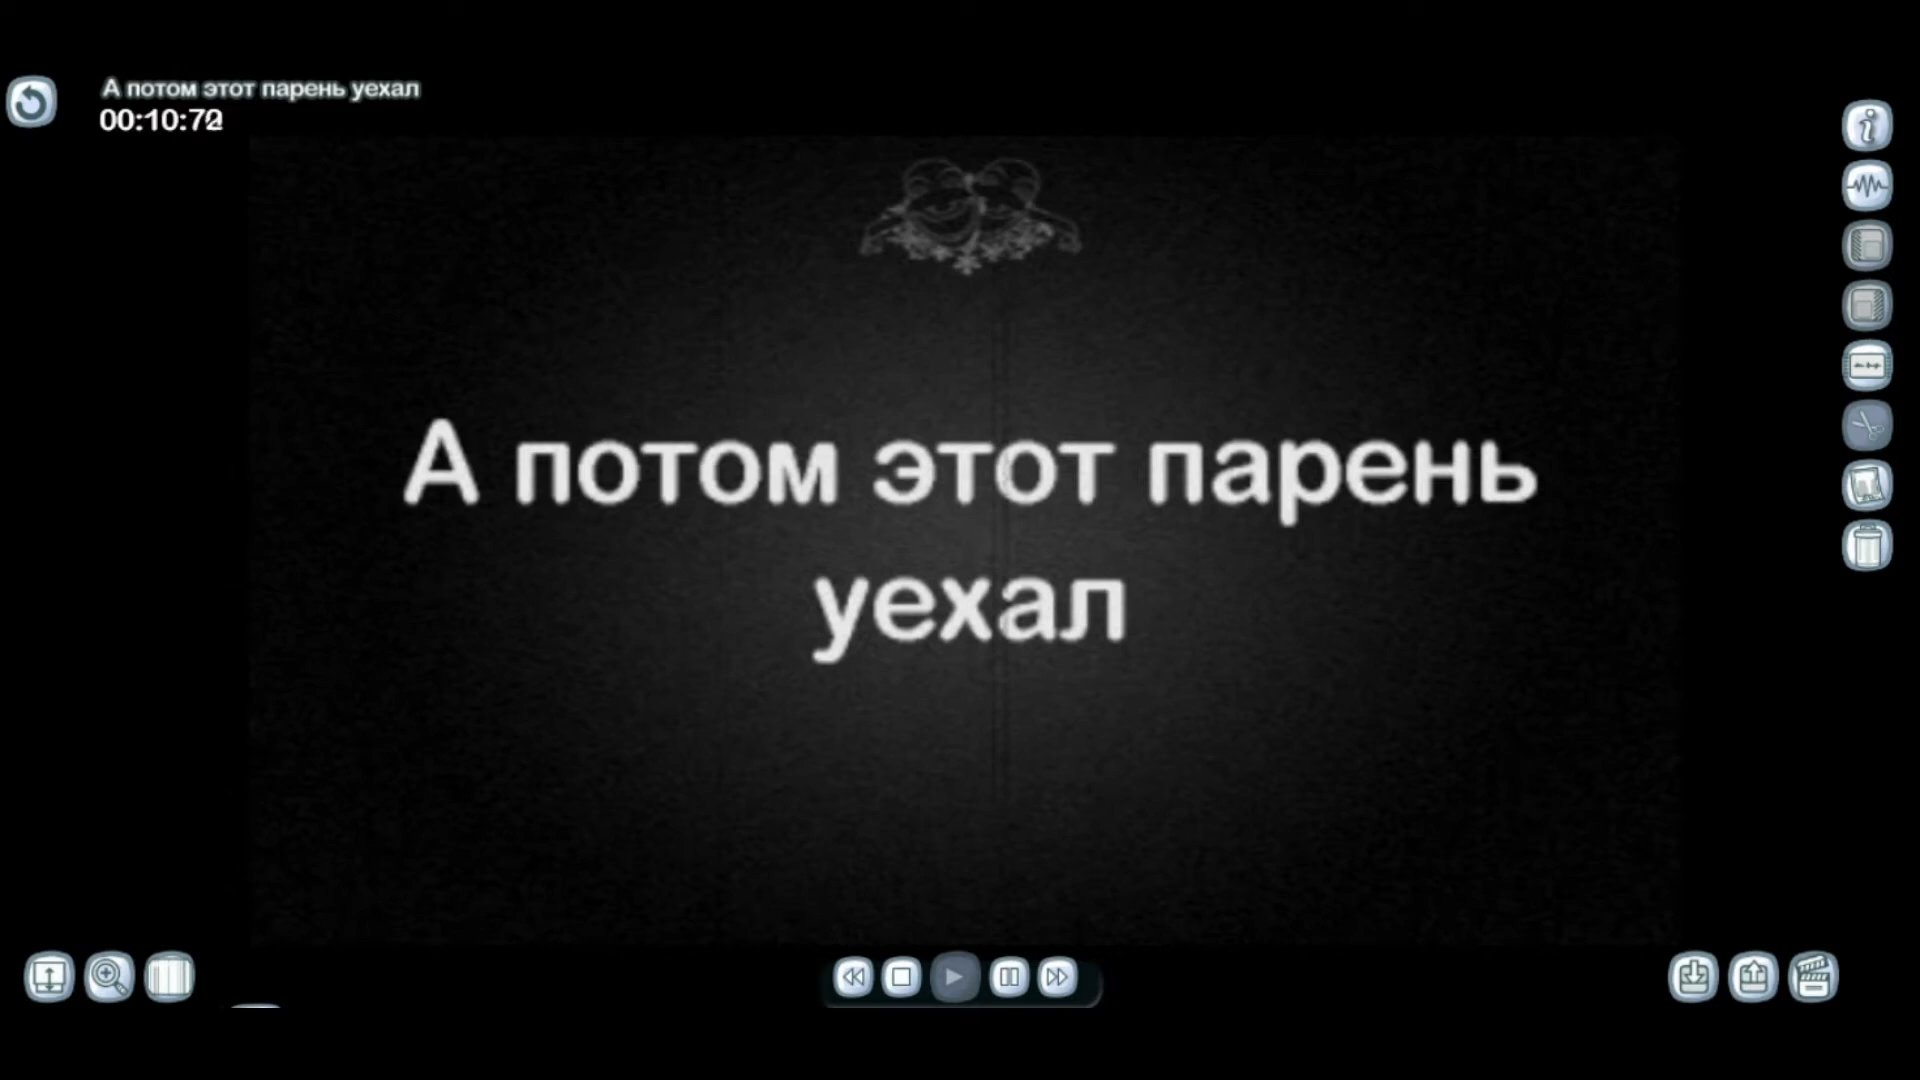 А потом этот парень уехал
00:10:72
А потом этот парень
уехал